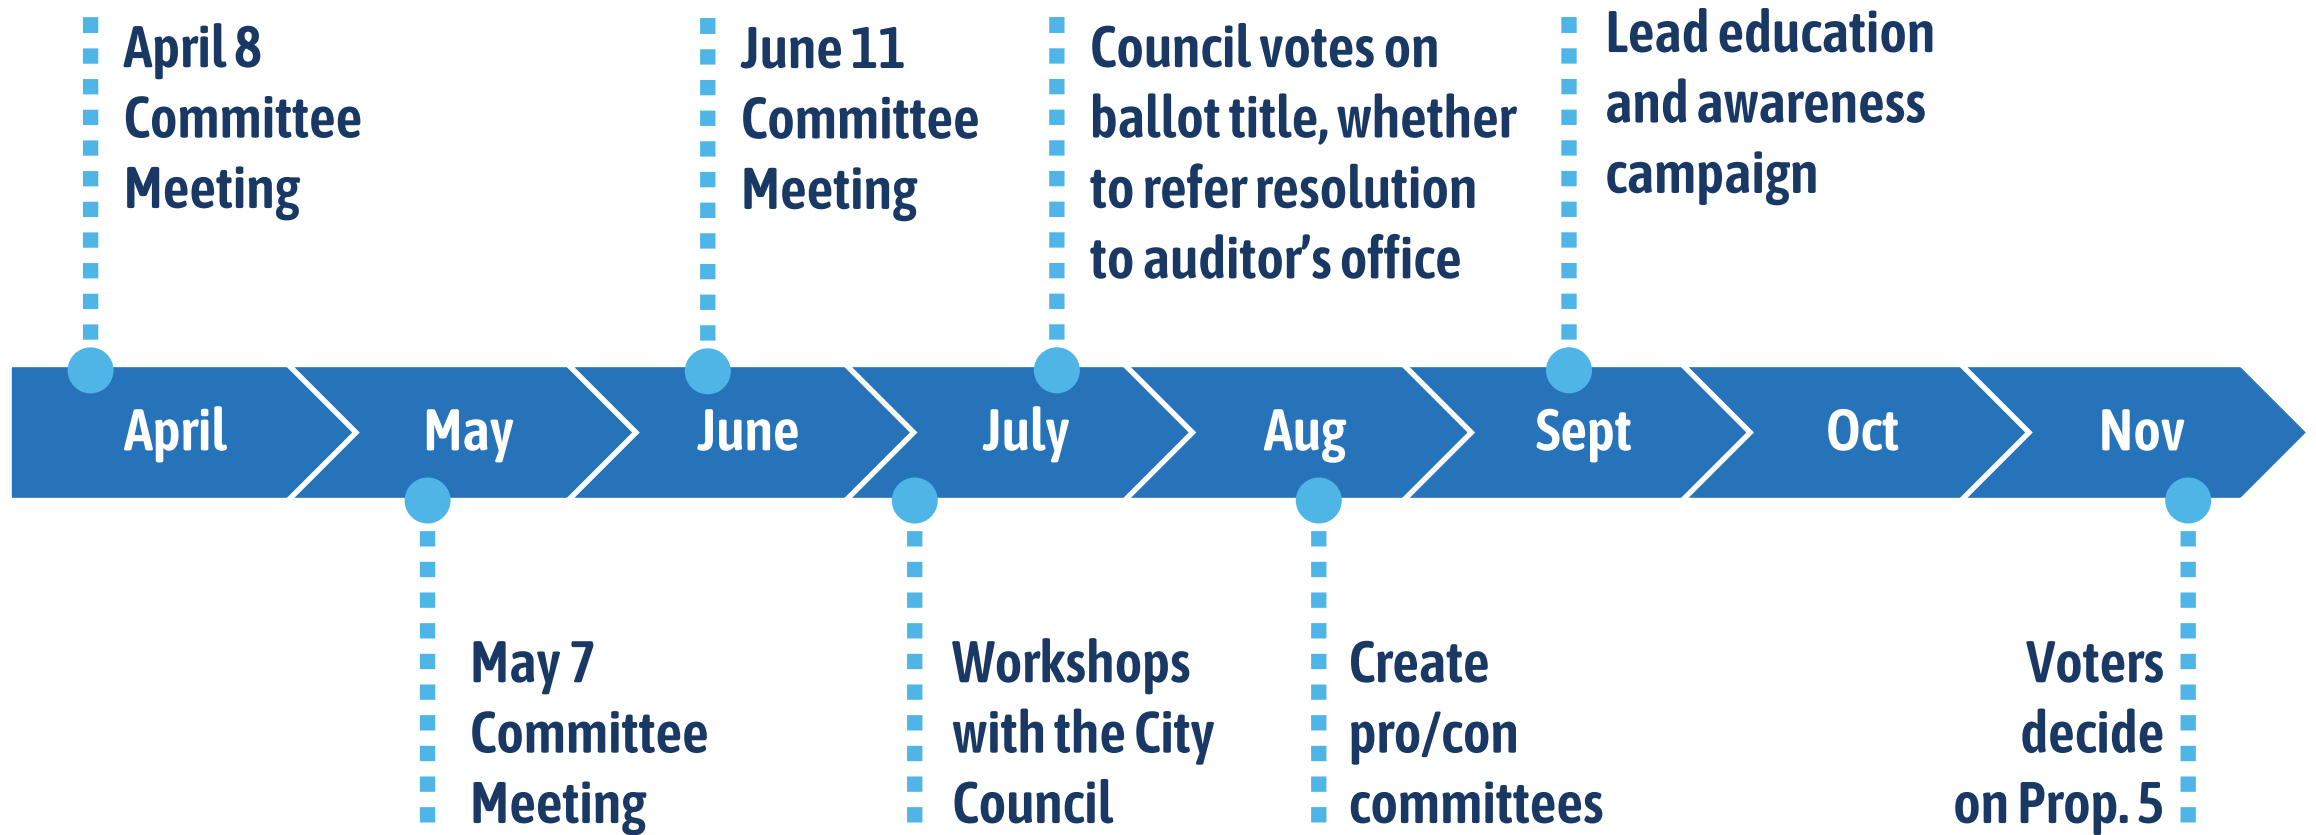 April 8
Committee
Meeting
June 11
Committee
Meeting
Council votes on
ballot title, whether
to refer resolution
to auditor’s office
Lead education
and awareness
campaign
April
May
June
July
Aug
Sept
Oct
Nov
May 7
Committee
Meeting
Workshops
with the City
Council
Create
pro/con
committees
Voters
decide
on Prop. 5